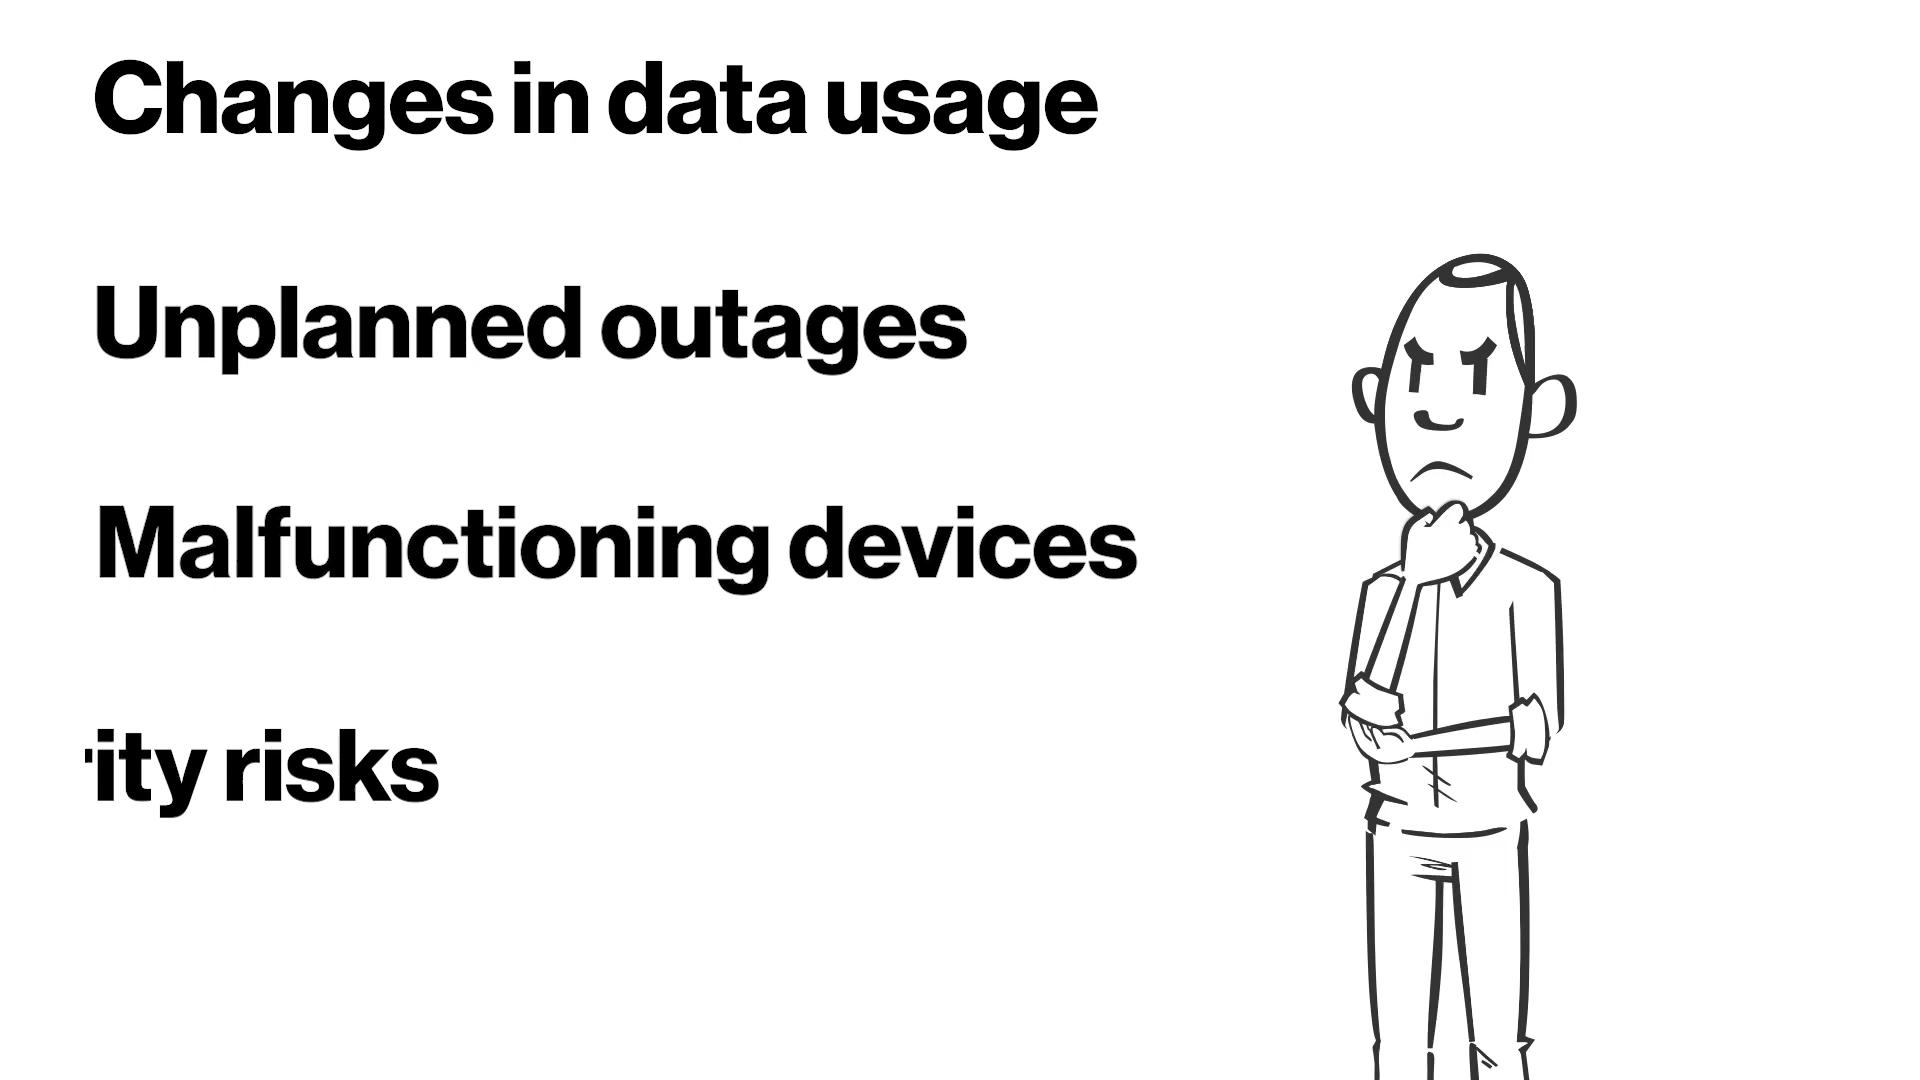 Changes in data usage
Unplanned outages
Malfunctioning devices
ity risks